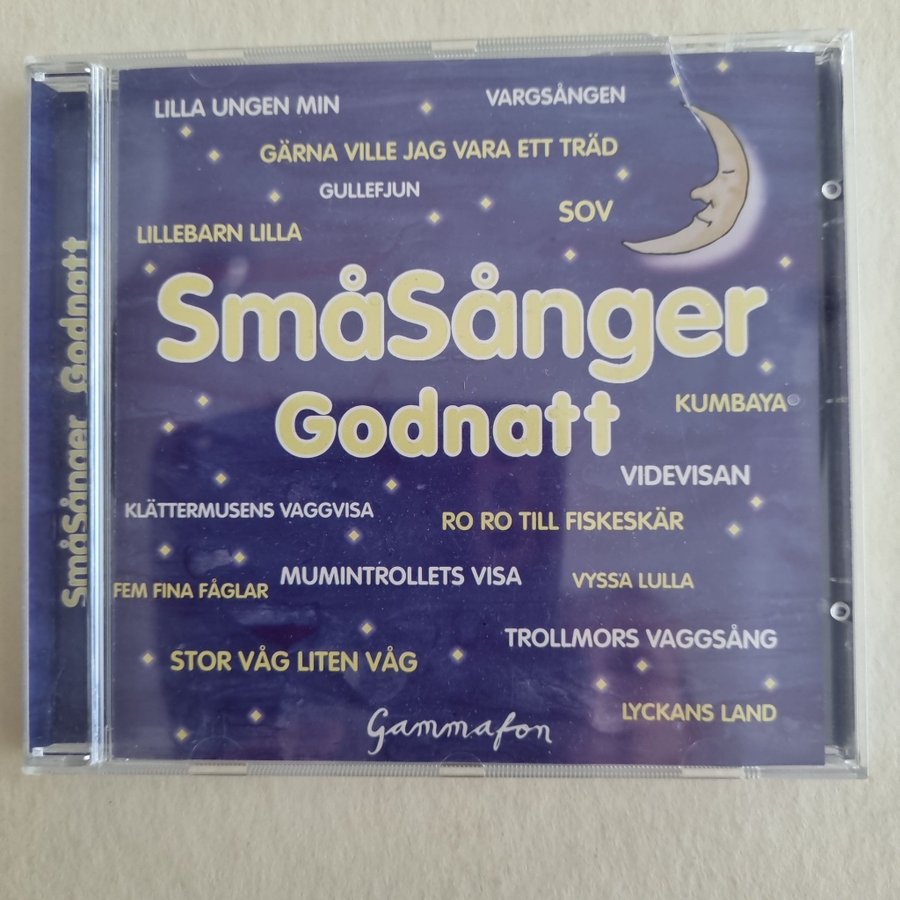 LILLA UNGEN MIN
VARGSÅNGEN
GÄRNA VILLE JAG VARA ETT TRÄD
GULLEFJUN
SOV
LILLEBARN LILLA
SmåSånger
Godnatt
KUMBAYA
VIDEVISAN
KLÄTTERMUSENS VAGGVISA
RO RO TILL FISKESKÄR
MUMINTROLLETS VISA
VYSSA LULLA
FEM FINA FÅGLAR
TROLLMORS VAGGSÅNG
STOR VÅG LITEN VÅG
LYCKANS LAND
Gammafon
SmåSånger Godnatt